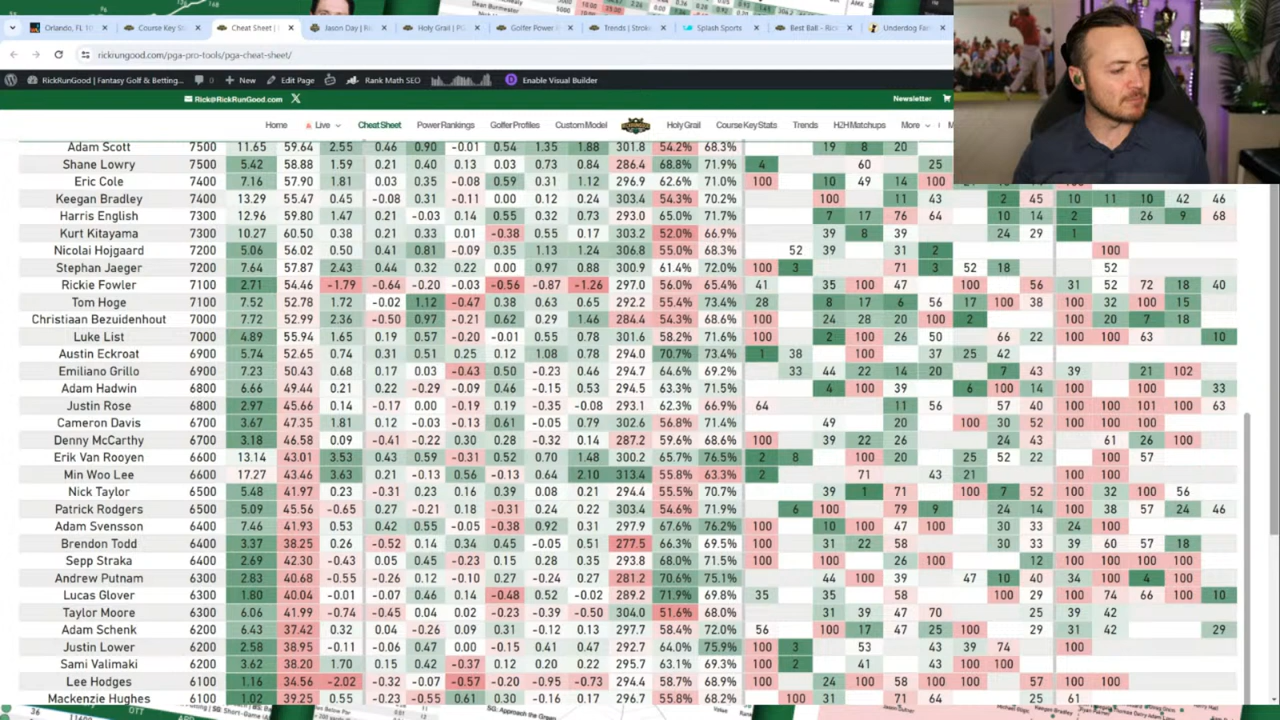 Orlando, FL 10
Course Key S
Cheat Sheet |
Jason Day | Ri
Holy Grail | PG
Golfer Power R
Trends | Strok
Splash Sports
Best Ball - Ric
Underdog Fan
rickrungood.com/pga-pro-tools/pga-cheat-sheet/
RickRunGood | Fantasy Golf & Betting... 0 New Edit Page Rank Math SEO Enable Visual Builder
Rick@RickRunGood.com Newsletter
Home Live Cheat Sheet Power Rankings Golfer Profiles Custom Model Holy Grail Course Key Stats Trends H2H Matchups More
Adam Scott 7500 11.65 59.64 2.55 0.46 0.90 -0.01 0.54 1.35 1.88 301.8 54.2% 68.3% 19 8 20
Shane Lowry 7500 5.42 58.88 1.59 0.21 0.40 0.13 0.03 0.73 0.84 286.4 68.8% 71.9% 4 60 25
Eric Cole 7400 7.16 57.90 1.81 0.03 0.35 -0.08 0.59 0.31 1.12 296.9 62.6% 71.0% 100 10 49 14 100
Keegan Bradley 7400 13.29 55.47 0.54 -0.08 0.31 -0.11 0.00 0.12 0.24 303.4 54.3% 70.2% 100 11 43 2 45 10 11 10 42 46
Harris English 7300 12.96 59.80 1.47 0.21 -0.03 0.14 0.55 0.32 0.73 293.0 65.0% 71.7% 7 17 76 64 10 14 2 26 9 68
Kurt Kitayama 7300 10.27 60.50 0.38 0.21 0.33 0.01 -0.38 0.55 0.17 303.2 52.0% 66.9% 39 8 39 24 29 1
Nicolai Hojgaard 7200 5.06 56.02 0.50 0.41 0.81 -0.09 0.35 1.13 1.24 306.8 55.0% 68.3% 52 39 31 2 100
Stephan Jaeger 7200 7.64 57.87 2.43 0.44 0.32 0.22 0.00 0.97 0.88 300.9 61.4% 72.0% 100 3 71 3 52 18 52
Rickie Fowler 7100 2.71 54.46 -1.79 -0.64 -0.20 -0.03 -0.56 -0.87 -1.26 297.0 56.0% 65.4% 41 35 100 47 100 56 31 52 72 18 40
Tom Hoge 7100 7.52 52.78 1.72 -0.02 1.12 -0.47 0.38 0.63 0.65 292.2 55.4% 73.4% 28 8 17 6 56 17 100 38 100 32 100 15
Christiaan Bezuidenhout 7000 7.72 52.99 2.36 -0.50 0.97 -0.21 0.62 0.29 1.46 284.4 54.3% 68.6% 100 24 28 20 100 2 100 20 7 18
Luke List 7000 4.89 55.94 1.65 0.19 0.57 -0.20 -0.01 0.55 0.78 301.6 58.2% 71.6% 100 2 100 26 50 66 22 100 100 63 10
Austin Eckroat 6900 5.74 52.65 0.74 0.31 0.51 0.25 0.12 1.08 0.78 294.0 70.7% 73.4% 1 38 100 37 25 42
Emiliano Grillo 6900 7.23 50.43 0.68 0.17 0.03 -0.43 0.50 -0.23 0.46 294.7 64.6% 69.2% 33 44 22 14 20 7 43 39 21 102
Adam Hadwin 6800 6.66 49.44 0.21 0.22 -0.29 -0.09 0.46 -0.15 0.53 294.5 63.3% 71.5% 4 100 39 6 100 14 100 100 33
Justin Rose 6800 2.97 45.66 0.14 -0.17 0.00 -0.19 0.19 -0.35 -0.08 293.1 62.3% 66.9% 64 11 56 57 40 100 100 101 100 63
Cameron Davis 6700 3.67 47.35 1.81 0.12 -0.03 -0.13 0.61 -0.05 0.79 302.6 56.8% 71.4% 49 20 100 30 52 100 100 100
Denny McCarthy 6700 3.18 46.58 0.09 -0.41 -0.22 0.30 0.28 -0.32 0.14 287.2 59.6% 68.6% 100 39 22 26 24 43 61 26 100
Erik Van Rooyen 6600 13.14 43.01 3.53 0.43 0.59 -0.31 0.52 0.70 1.48 300.2 65.7% 76.5% 2 8 100 20 25 52 22 100 57
Min Woo Lee 6600 17.27 43.46 3.63 0.21 -0.13 0.56 -0.13 0.64 2.10 313.4 55.8% 63.3% 2 71 43 21 100 100
Nick Taylor 6500 5.48 41.97 0.23 -0.31 0.23 0.16 0.39 0.08 0.21 294.4 55.5% 70.7% 39 1 71 100 7 52 100 32 100 56
Patrick Rodgers 6500 5.09 45.56 -0.65 0.27 -0.21 0.18 -0.31 0.24 0.22 303.4 54.6% 71.9% 6 100 79 9 24 14 100 38 57 24 46
Adam Svensson 6400 7.46 41.93 0.53 0.42 0.55 -0.05 -0.38 0.92 0.31 297.9 67.6% 76.2% 100 10 100 47 100 30 33 24 100
Brendon Todd 6400 3.37 38.25 0.26 -0.52 0.14 0.34 0.45 -0.05 0.51 277.5 66.3% 69.5% 100 31 22 58 30 33 39 60 57 18
Sepp Straka 6400 2.69 42.30 -0.43 0.05 0.45 -0.23 0.15 0.28 0.35 293.8 68.0% 71.4% 100 26 100 12 100 100 100 100
Andrew Putnam 6300 2.83 40.68 -0.55 -0.26 0.12 -0.10 0.27 -0.24 0.27 281.2 70.6% 75.1% 44 100 39 47 10 40 34 100 4 100
Lucas Glover 6300 1.80 40.04 -0.01 -0.07 0.46 0.14 -0.48 0.52 -0.02 289.2 71.9% 69.8% 35 35 58 100 29 100 74 66 100 10
Taylor Moore 6300 6.06 41.99 -0.74 -0.45 0.04 0.02 -0.23 -0.39 -0.50 304.0 51.6% 68.0% 31 39 47 70 25 39 42
Adam Schenk 6200 6.43 37.42 0.32 0.04 -0.26 0.09 0.31 -0.12 0.13 297.7 58.4% 72.0% 56 100 17 47 25 100 29 31 42 29
Justin Lower 6200 2.58 38.95 -0.11 -0.06 0.47 0.00 -0.15 0.41 0.47 292.7 64.0% 75.9% 100 3 53 43 39 74 100
Sami Valimaki 6200 3.62 38.20 1.70 0.15 0.42 -0.37 0.12 0.20 0.22 295.7 63.1% 69.3% 100 2 41 43 100 100
Lee Hodges 6100 1.16 34.56 -2.02 -0.32 -0.07 -0.57 -0.20 -0.95 -0.73 294.4 58.7% 68.9% 100 24 100 58 100 100 57 100 100
Mackenzie Hughes 6100 1.02 39.25 0.55 -0.23 -0.55 0.61 0.30 -0.16 0.17 296.7 55.5% 68.2% 100 31 71 44 25 61